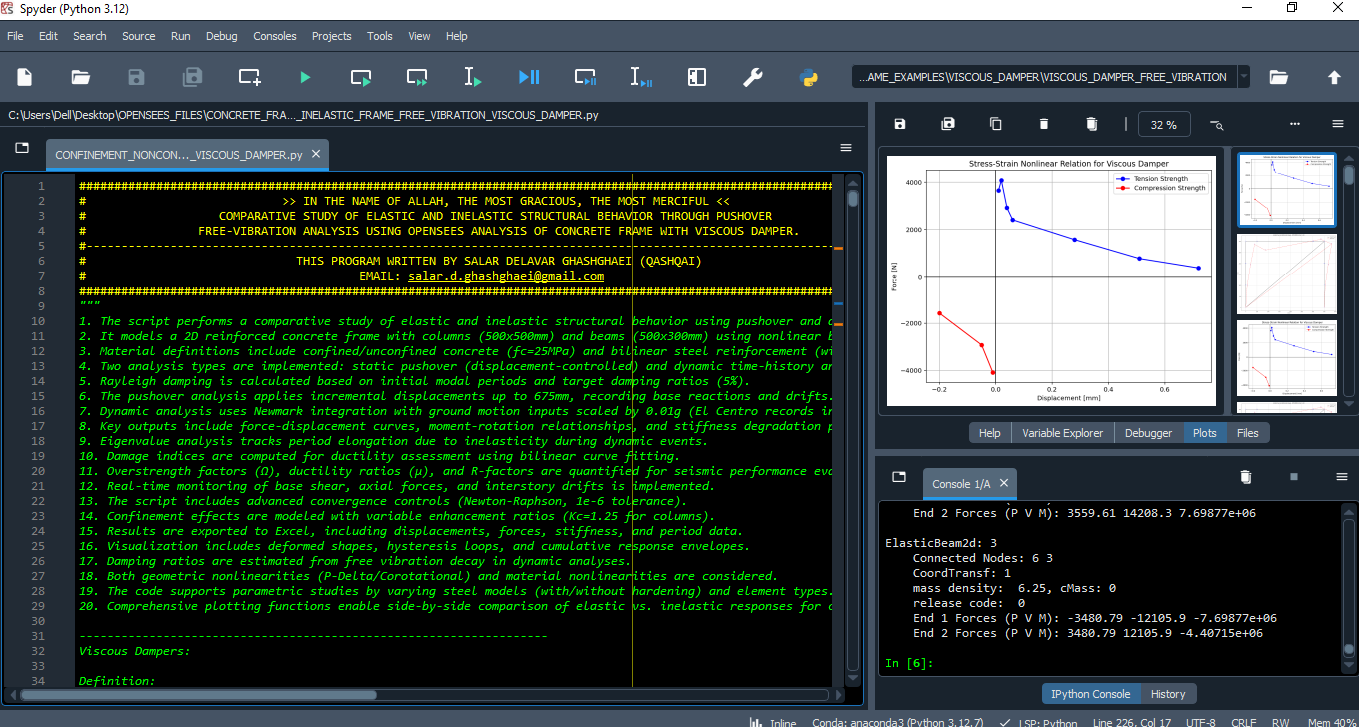 Spyder (Python 3.12)
File Edit Search Source Run Debug Consoles Projects Tools View Help
...AME_EXAMPLES\VISCOUS_DAMPER\VISCOUS_DAMPER_FREE_VIBRATION
C:\Users\Dell\Desktop\OPENSEES_FILES\CONCRETE_FRA..._INELASTIC_FRAME_FREE_VIBRATION_VISCOUS_DAMPER.py
CONFINEMENT_NONCON..._VISCOUS_DAMPER.py
1 ####################
2 # >> IN THE NAME OF ALLAH, THE MOST GRACIOUS, THE MOST MERCIFUL <<
3 # COMPARATIVE STUDY OF ELASTIC AND INELASTIC STRUCTURAL BEHAVIOR THROUGH PUSHOVER
4 # FREE-VIBRATION ANALYSIS USING OPENSEES ANALYSIS OF CONCRETE FRAME WITH VISCOUS DAMPER.
5 #--------------------
6 # THIS PROGRAM WRITTEN BY SALAR DELAVAR GHASHGHAEI (QASHQAI)
7 # EMAIL: salar.d.ghashghaei@gmail.com
8 ####################
9 """
10 1. The script performs a comparative study of elastic and inelastic structural behavior using pushover and
11 2. It models a 2D reinforced concrete frame with columns (500x500mm) and beams (500x300mm) using nonlinear
12 3. Material definitions include confined/unconfined concrete (fc=25MPa) and bilinear steel reinforcement
13 4. Two analysis types are implemented: static pushover (displacement-controlled) and dynamic time-history
14 5. Rayleigh damping is calculated based on initial modal periods and target damping ratios (5%).
15 6. The pushover analysis applies incremental displacements up to 675mm, recording base reactions and drifts.
16 7. Dynamic analysis uses Newmark integration with ground motion inputs scaled by 0.01g (El Centro records
17 8. Key outputs include force-displacement curves, moment-rotation relationships, and stiffness degradation
18 9. Eigenvalue analysis tracks period elongation due to inelasticity during dynamic events.
19 10. Damage indices are computed for ductility assessment using bilinear curve fitting.
20 11. Overstrength factors (Ω), ductility ratios (μ), and R-factors are quantified for seismic performance
21 12. Real-time monitoring of base shear, axial forces, and interstory drifts is implemented.
22 13. The script includes advanced convergence controls (Newton-Raphson, 1e-6 tolerance).
23 14. Confinement effects are modeled with variable enhancement ratios (Kc=1.25 for columns).
24 15. Results are exported to Excel, including displacements, forces, stiffness, and period data.
25 16. Visualization includes deformed shapes, hysteresis loops, and cumulative response envelopes.
26 17. Damping ratios are estimated from free vibration decay in dynamic analyses.
27 18. Both geometric nonlinearities (P-Delta/Corotational) and material nonlinearities are considered.
28 19. The code supports parametric studies by varying steel models (with/without hardening) and element types.
29 20. Comprehensive plotting functions enable side-by-side comparison of elastic vs. inelastic responses for
30
31 ------------------------------------------------------------------
32 Viscous Dampers:
33
34 Definition:
32 %
Stress-Strain Nonlinear Relation for Viscous Damper
Tension Strength
Compression Strength
4000
2000
0
−2000
−4000
Force [N]
−0.2 0.0 0.2 0.4 0.6
Displacement [mm]
Help Variable Explorer Debugger Plots Files
Console 1/A
End 2 Forces (P V M): 3559.61 14208.3 7.69877e+06
ElasticBeam2d: 3
Connected Nodes: 6 3
CoordTransf: 1
mass density: 6.25, cMass: 0
release code: 0
End 1 Forces (P V M): -3480.79 -12105.9 -7.69877e+06
End 2 Forces (P V M): 3480.79 12105.9 -4.40715e+06
In [6]:
IPython Console History
Inline Conda: anaconda3 (Python 3.12.7) LSP: Python Line 226, Col 17 UTF-8 CRLF RW Mem 40%